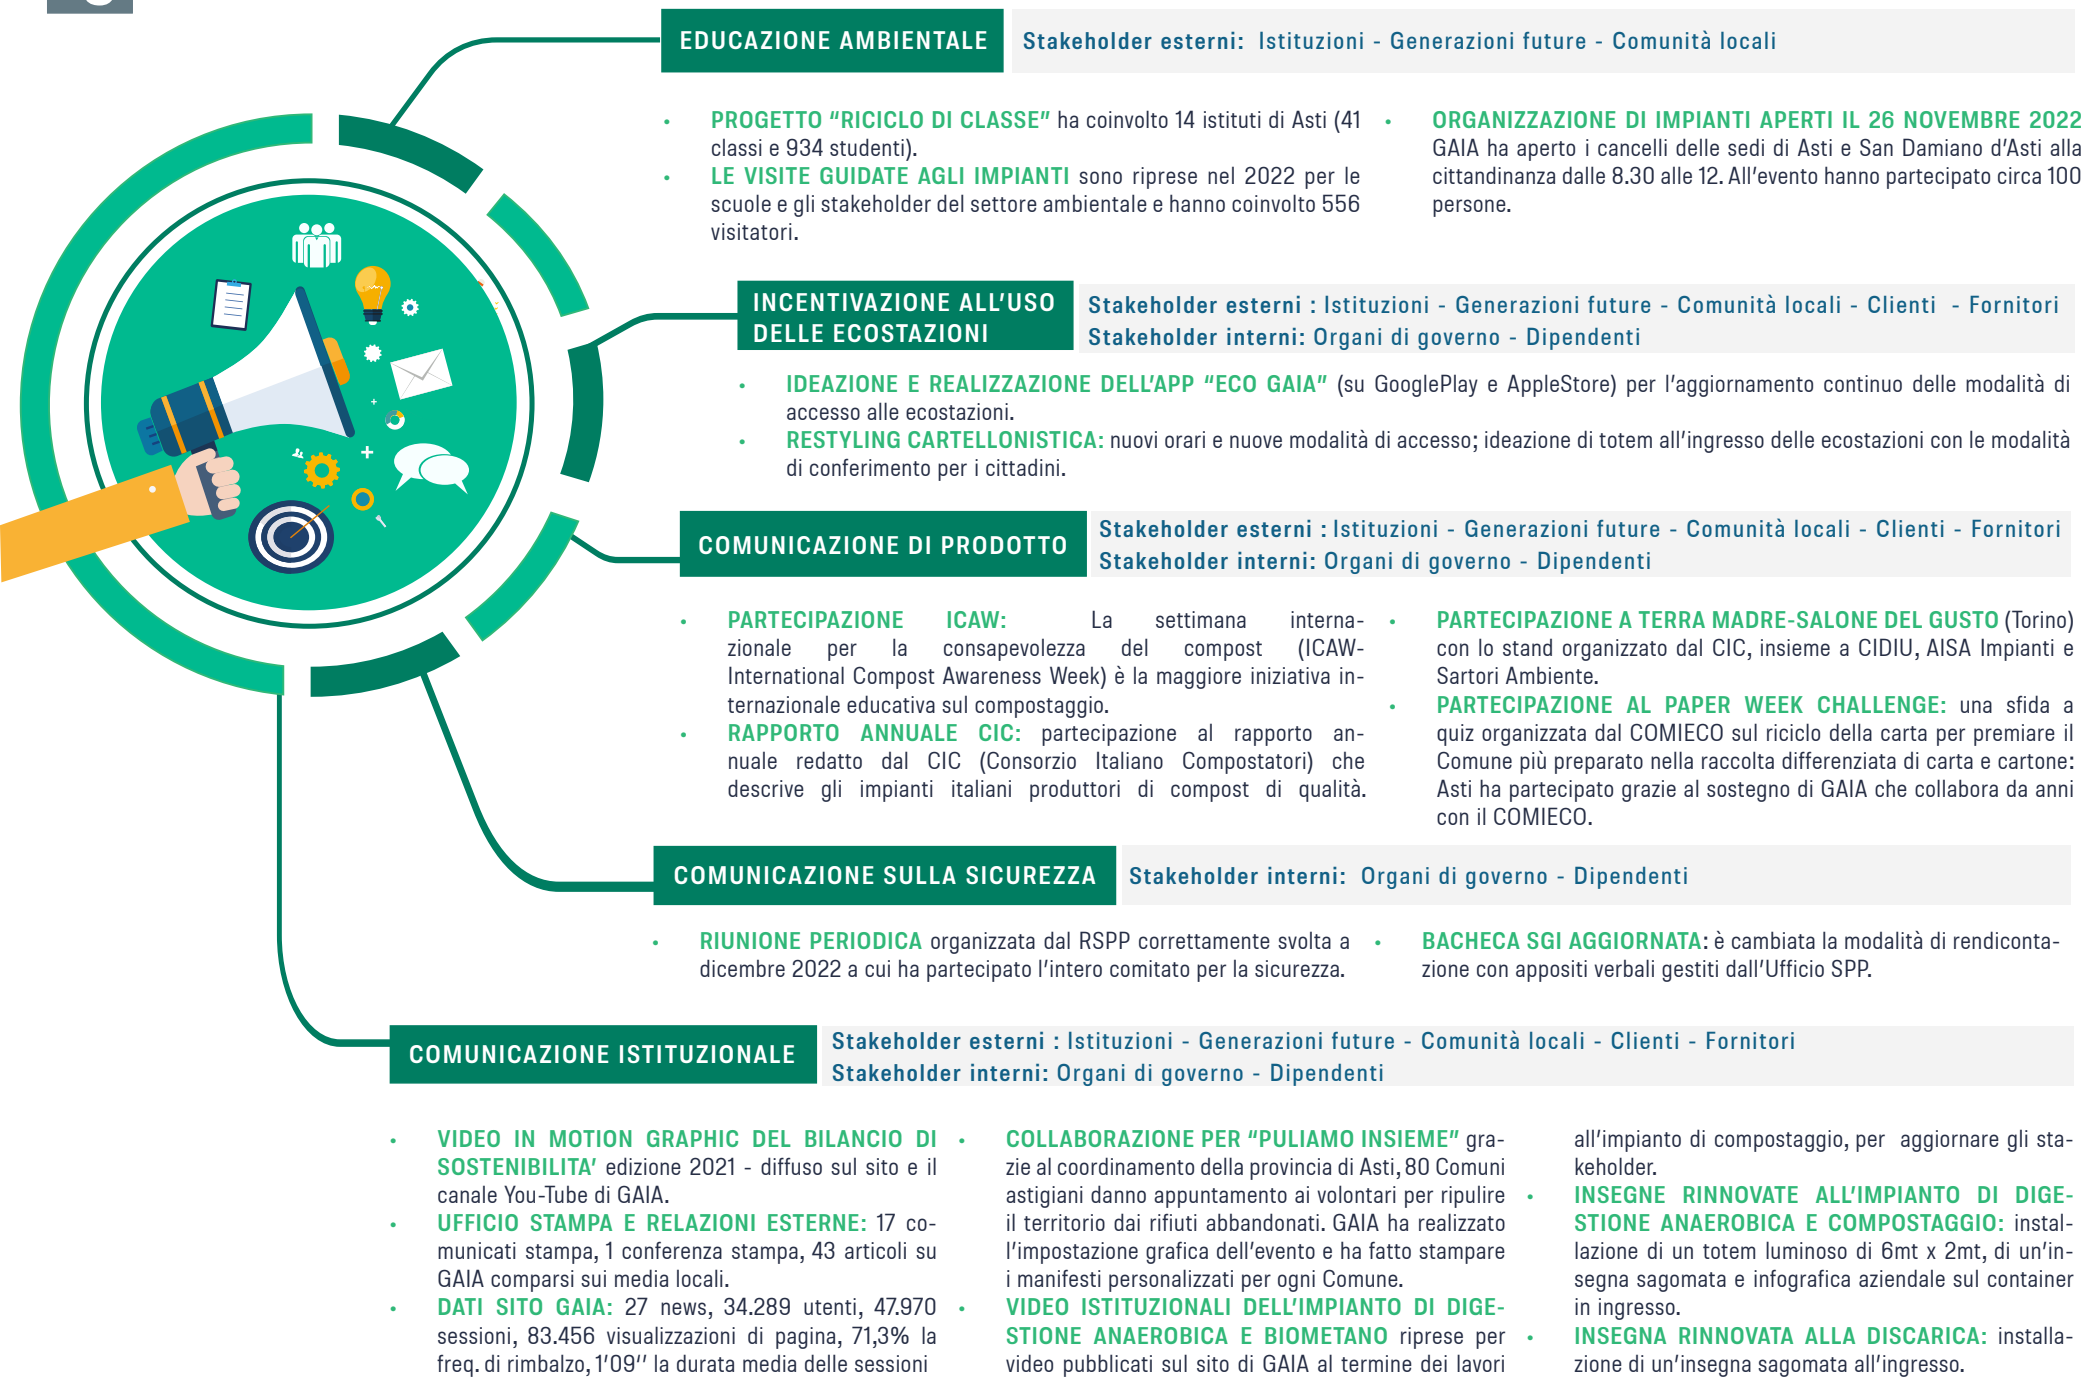 EDUCAZIONE AMBIENTALE
Stakeholder esterni: Istituzioni - Generazioni future - Comunità locali
• PROGETTO “RICICLO DI CLASSE” ha coinvolto 14 istituti di Asti (41
classi e 934 studenti).
• LE VISITE GUIDATE AGLI IMPIANTI sono riprese nel 2022 per le
scuole e gli stakeholder del settore ambientale e hanno coinvolto 556
visitatori.
• ORGANIZZAZIONE DI IMPIANTI APERTI IL 26 NOVEMBRE 2022
GAIA ha aperto i cancelli delle sedi di Asti e San Damiano d'Asti alla
cittandinanza dalle 8.30 alle 12. All'evento hanno partecipato circa 100
persone.
INCENTIVAZIONE ALL'USO
DELLE ECOSTAZIONI
Stakeholder esterni : Istituzioni - Generazioni future - Comunità locali - Clienti - Fornitori
Stakeholder interni: Organi di governo - Dipendenti
• IDEAZIONE E REALIZZAZIONE DELL'APP “ECO GAIA” (su GooglePlay e AppleStore) per l'aggiornamento continuo delle modalità di
accesso alle ecostazioni.
• RESTYLING CARTELLONISTICA: nuovi orari e nuove modalità di accesso; ideazione di totem all'ingresso delle ecostazioni con le modalità
di conferimento per i cittadini.
COMUNICAZIONE DI PRODOTTO
Stakeholder esterni : Istituzioni - Generazioni future - Comunità locali - Clienti - Fornitori
Stakeholder interni: Organi di governo - Dipendenti
• PARTECIPAZIONE ICAW: La settimana interna-
zionale per la consapevolezza del compost (ICAW-
International Compost Awareness Week) è la maggiore iniziativa in-
ternazionale educativa sul compostaggio.
• RAPPORTO ANNUALE CIC: partecipazione al rapporto an-
nuale redatto dal CIC (Consorzio Italiano Compostatori) che
descrive gli impianti italiani produttori di compost di qualità.
• PARTECIPAZIONE A TERRA MADRE-SALONE DEL GUSTO (Torino)
con lo stand organizzato dal CIC, insieme a CIDIU, AISA Impianti e
Sartori Ambiente.
• PARTECIPAZIONE AL PAPER WEEK CHALLENGE: una sfida a
quiz organizzata dal COMIECO sul riciclo della carta per premiare il
Comune più preparato nella raccolta differenziata di carta e cartone:
Asti ha partecipato grazie al sostegno di GAIA che collabora da anni
con il COMIECO.
COMUNICAZIONE SULLA SICUREZZA
Stakeholder interni: Organi di governo - Dipendenti
• RIUNIONE PERIODICA organizzata dal RSPP correttamente svolta a
dicembre 2022 a cui ha partecipato l'intero comitato per la sicurezza.
• BACHECA SGI AGGIORNATA: è cambiata la modalità di rendiconta-
zione con appositi verbali gestiti dall'Ufficio SPP.
COMUNICAZIONE ISTITUZIONALE
Stakeholder esterni : Istituzioni - Generazioni future - Comunità locali - Clienti - Fornitori
Stakeholder interni: Organi di governo - Dipendenti
• VIDEO IN MOTION GRAPHIC DEL BILANCIO DI
SOSTENIBILITA' edizione 2021 - diffuso sul sito e il
canale You-Tube di GAIA.
• UFFICIO STAMPA E RELAZIONI ESTERNE: 17 co-
municati stampa, 1 conferenza stampa, 43 articoli su
GAIA comparsi sui media locali.
• DATI SITO GAIA: 27 news, 34.289 utenti, 47.970
sessioni, 83.456 visualizzazioni di pagina, 71,3% la
freq. di rimbalzo, 1'09'' la durata media delle sessioni
• COLLABORAZIONE PER “PULIAMO INSIEME” gra-
zie al coordinamento della provincia di Asti, 80 Comuni
astigiani danno appuntamento ai volontari per ripulire
il territorio dai rifiuti abbandonati. GAIA ha realizzato
l'impostazione grafica dell'evento e ha fatto stampare
i manifesti personalizzati per ogni Comune.
• VIDEO ISTITUZIONALI DELL'IMPIANTO DI DIGE-
STIONE ANAEROBICA E BIOMETANO riprese per
video pubblicati sul sito di GAIA al termine dei lavori
all'impianto di compostaggio, per aggiornare gli sta-
keholder.
• INSEGNE RINNOVATE ALL'IMPIANTO DI DIGE-
STIONE ANAEROBICA E COMPOSTAGGIO: instal-
lazione di un totem luminoso di 6mt x 2mt, di un'in-
segna sagomata e infografica aziendale sul container
in ingresso.
• INSEGNA RINNOVATA ALLA DISCARICA: installa-
zione di un'insegna sagomata all'ingresso.